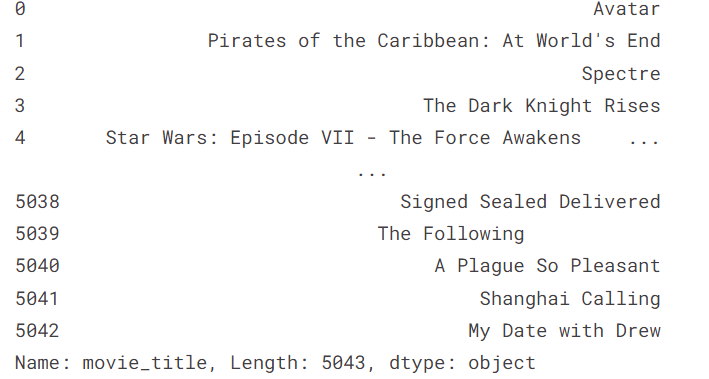 0 Avatar
1 Pirates of the Caribbean: At World's End
2 Spectre
3 The Dark Knight Rises
4 Star Wars: Episode VII - The Force Awakens ...
...
5038 Signed Sealed Delivered
5039 The Following
5040 A Plague So Pleasant
5041 Shanghai Calling
5042 My Date with Drew
Name: movie_title, Length: 5043, dtype: object